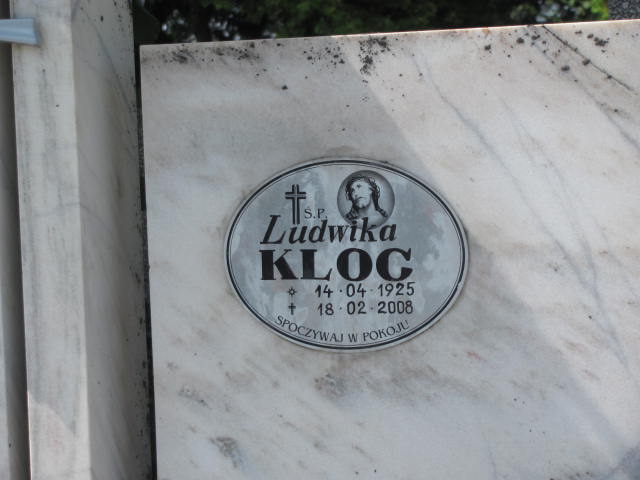 Ś.P.
Ludwika
KLOC
14·04·1925
18·02·2008
SPOCZYWAJ W POKOJU